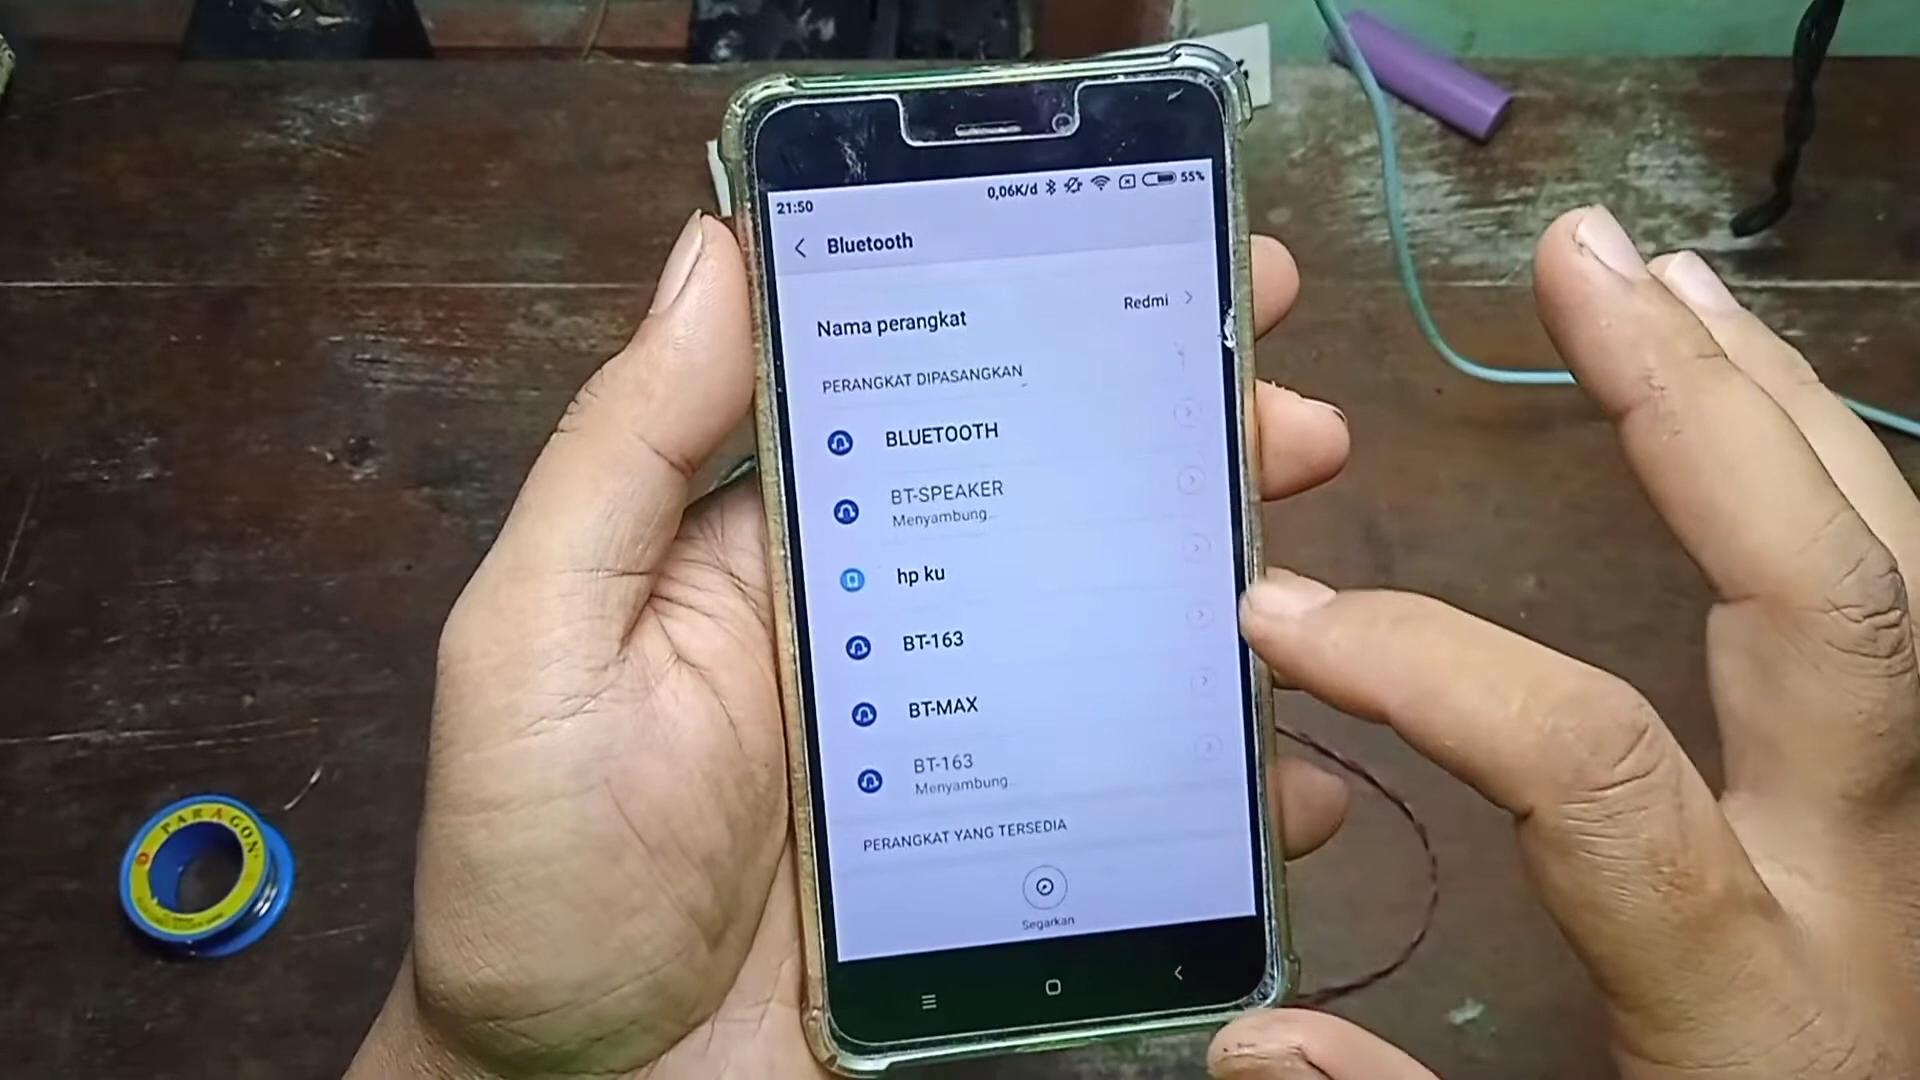 21:50 0,06K/d 55%
Bluetooth
Nama perangkat Redmi
PERANGKAT DIPASANGKAN
BLUETOOTH
BT-SPEAKER
Menyambung...
hp ku
BT-163
BT-MAX
BT-163
Menyambung...
PERANGKAT YANG TERSEDIA
Segarkan
PARAGON